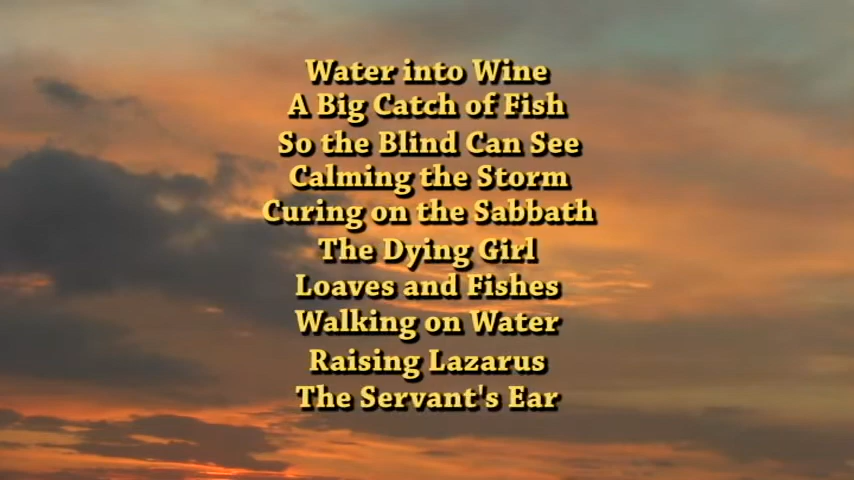 Water into Wine
A Big Catch of Fish
So the Blind Can See
Calming the Storm
Curing on the Sabbath
The Dying Girl
Loaves and Fishes
Walking on Water
Raising Lazarus
The Servant's Ear